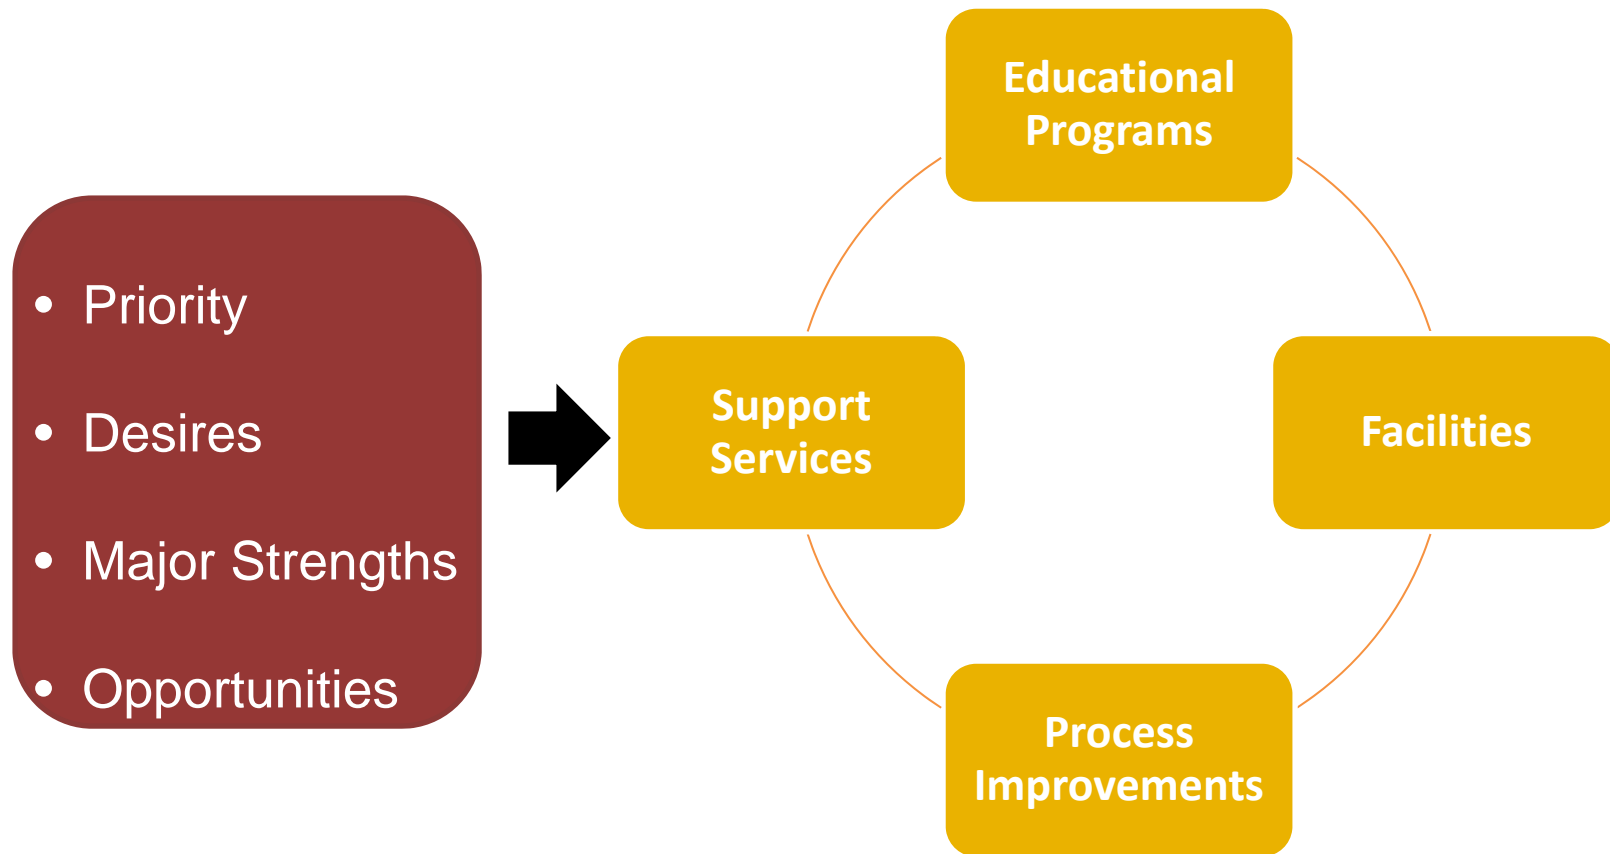 • Priority
• Desires
• Major Strengths
• Opportunities
Educational
Programs
Support
Services
Facilities
Process
Improvements